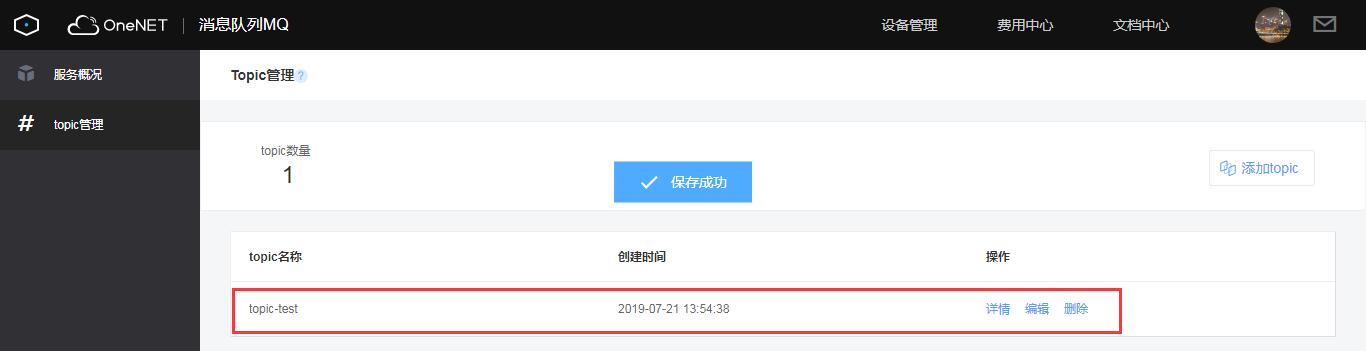 OneNET 消息队列MQ 设备管理 费用中心 文档中心
服务概况
Topic管理?
# topic管理
topic数量
1
保存成功
添加topic
topic名称 创建时间 操作
topic-test 2019-07-21 13:54:38 详情 编辑 删除